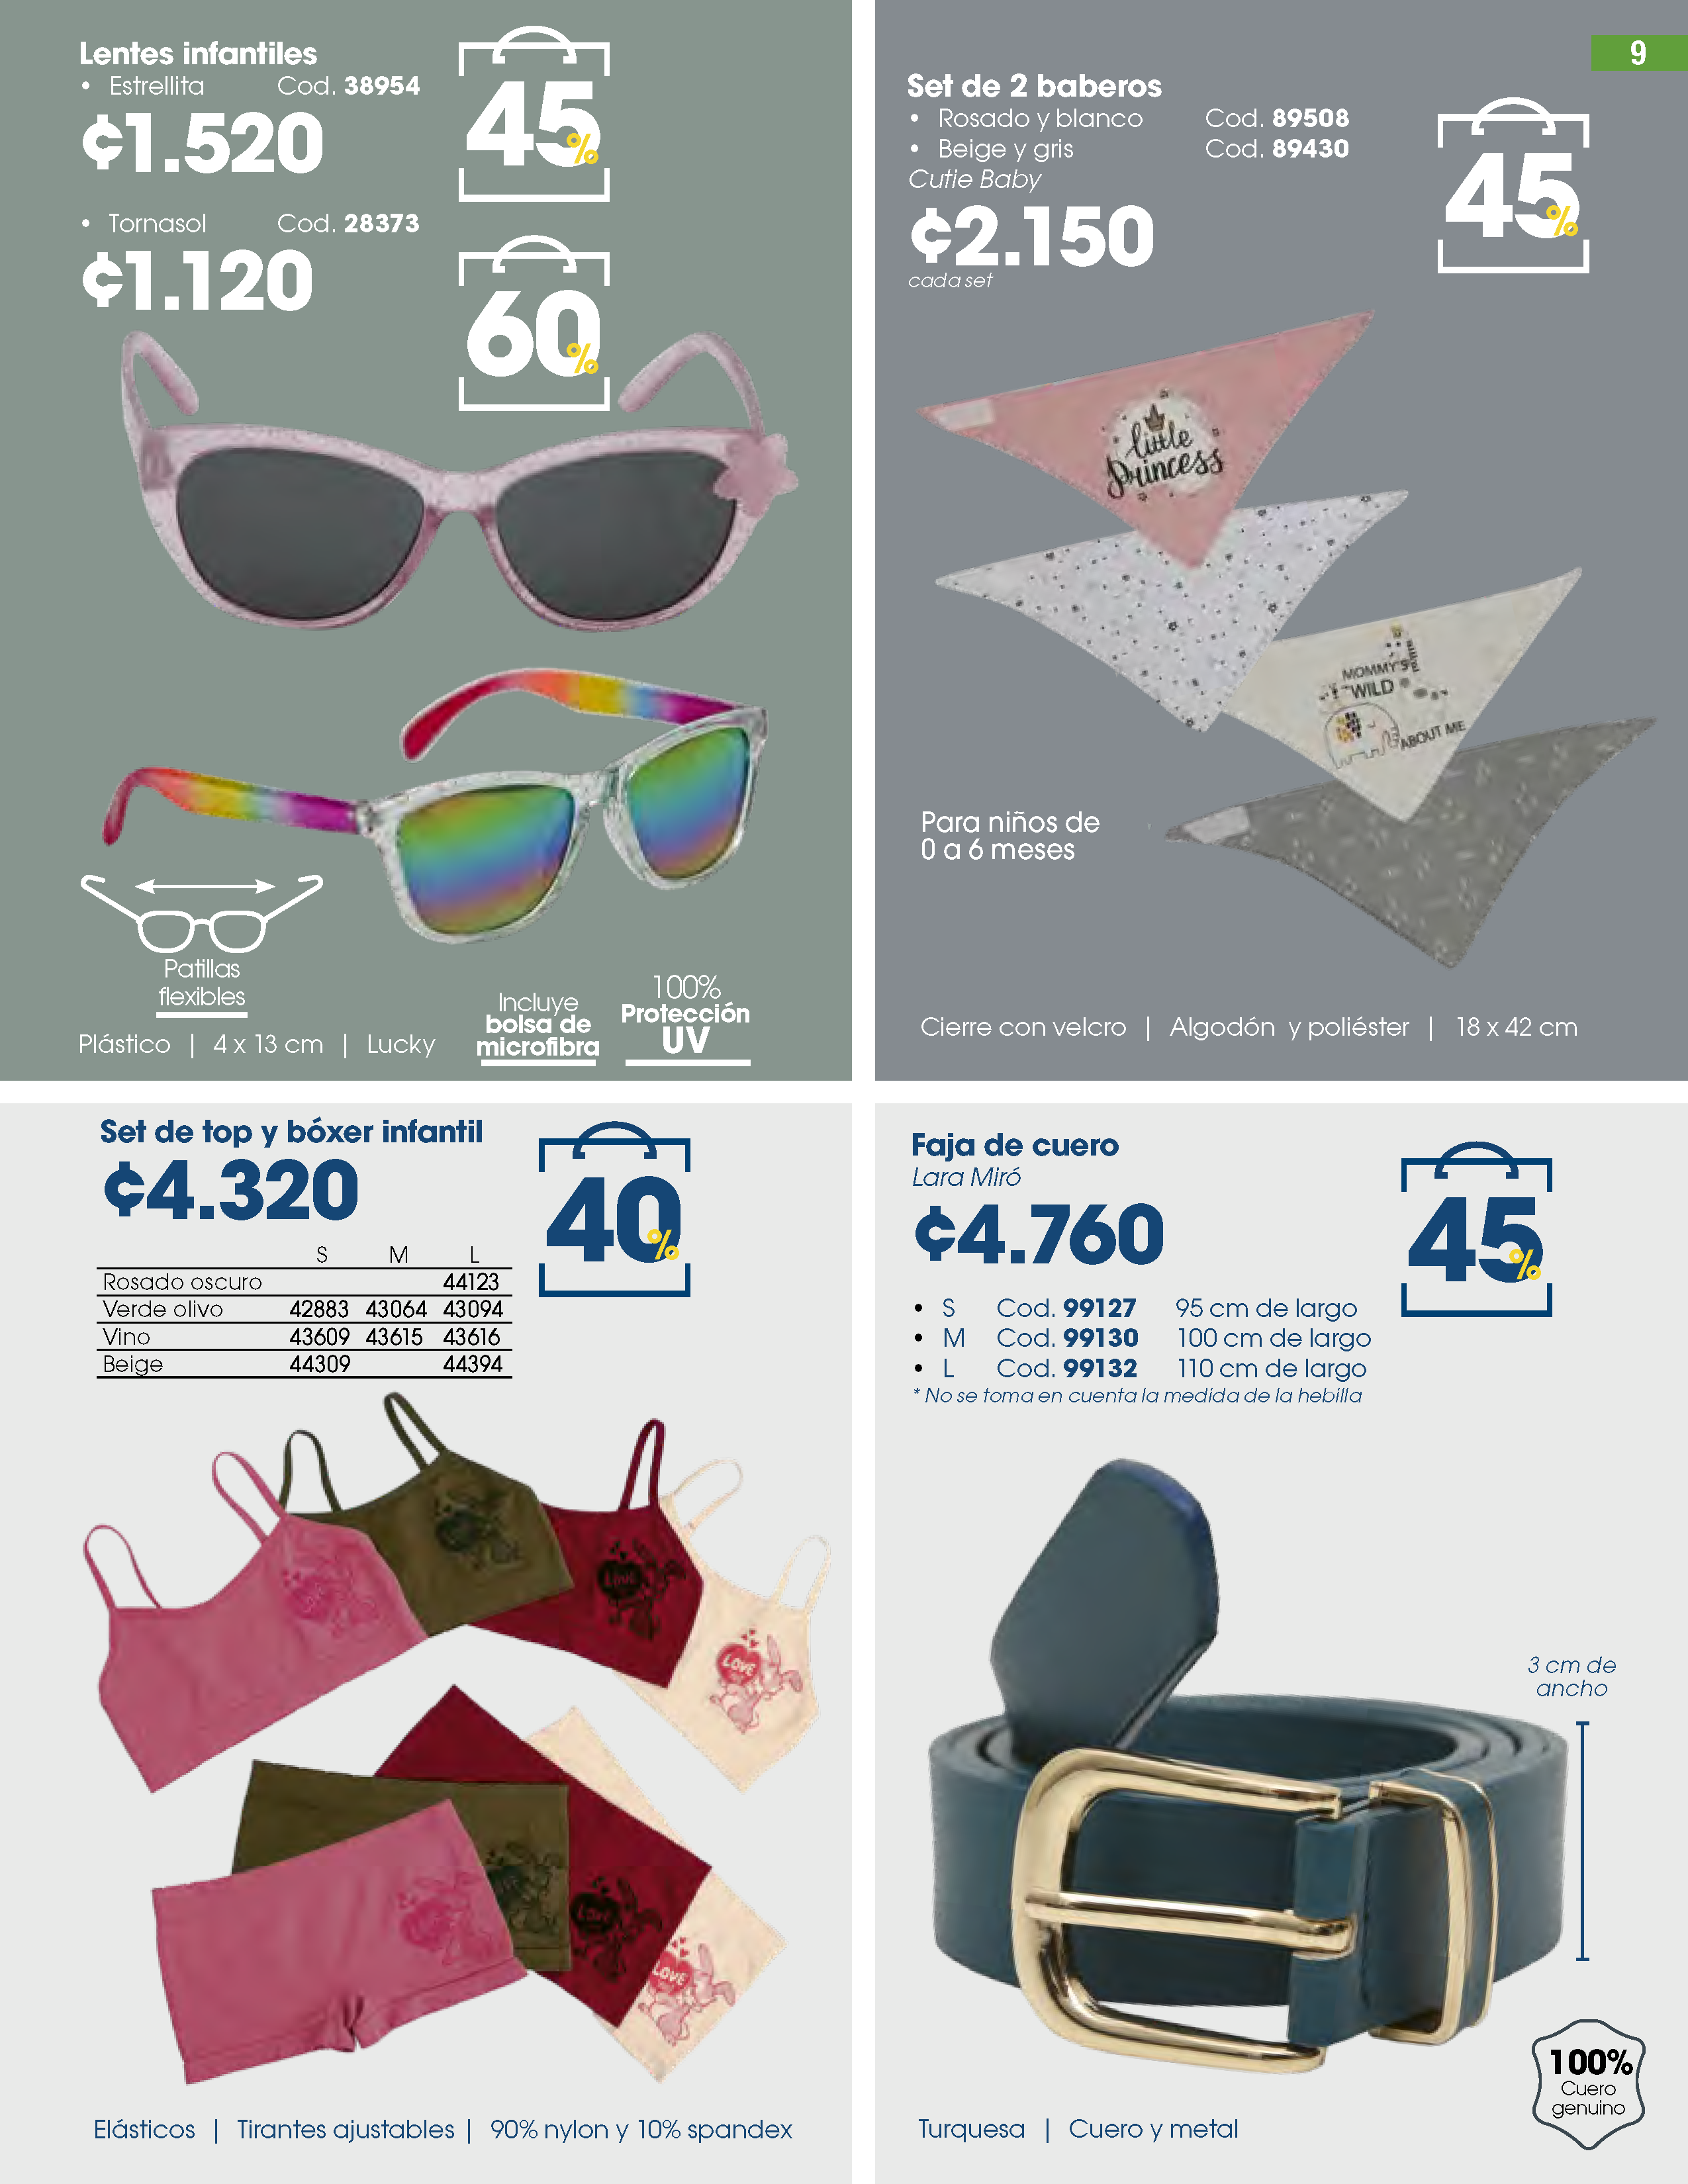 Lentes infantiles
• Estrellita Cod. 38954
¢1.520
45%
• Tornasol Cod. 28373
¢1.120
60%
Patillas
flexibles
Plástico | 4 x 13 cm | Lucky
Incluye
bolsa de
microfibra
100%
Protección
UV
9
Set de 2 baberos
• Rosado y blanco Cod. 89508
• Beige y gris Cod. 89430
Cutie Baby
¢2.150
cada set
45%
little
Princess
MOMMY'S
WILD
ABOUT ME
Para niños de
0 a 6 meses
Cierre con velcro | Algodón y poliéster | 18 x 42 cm
Set de top y bóxer infantil
¢4.320
40%
S M L
Rosado oscuro 44123
Verde olivo 42883 43064 43094
Vino 43609 43615 43616
Beige 44309 44394
Love
LOVE
Love
LOVE
Elásticos | Tirantes ajustables | 90% nylon y 10% spandex
Faja de cuero
Lara Miró
¢4.760
45%
• S Cod. 99127 95 cm de largo
• M Cod. 99130 100 cm de largo
• L Cod. 99132 110 cm de largo
* No se toma en cuenta la medida de la hebilla
3 cm de
ancho
100%
Cuero
genuino
Turquesa | Cuero y metal